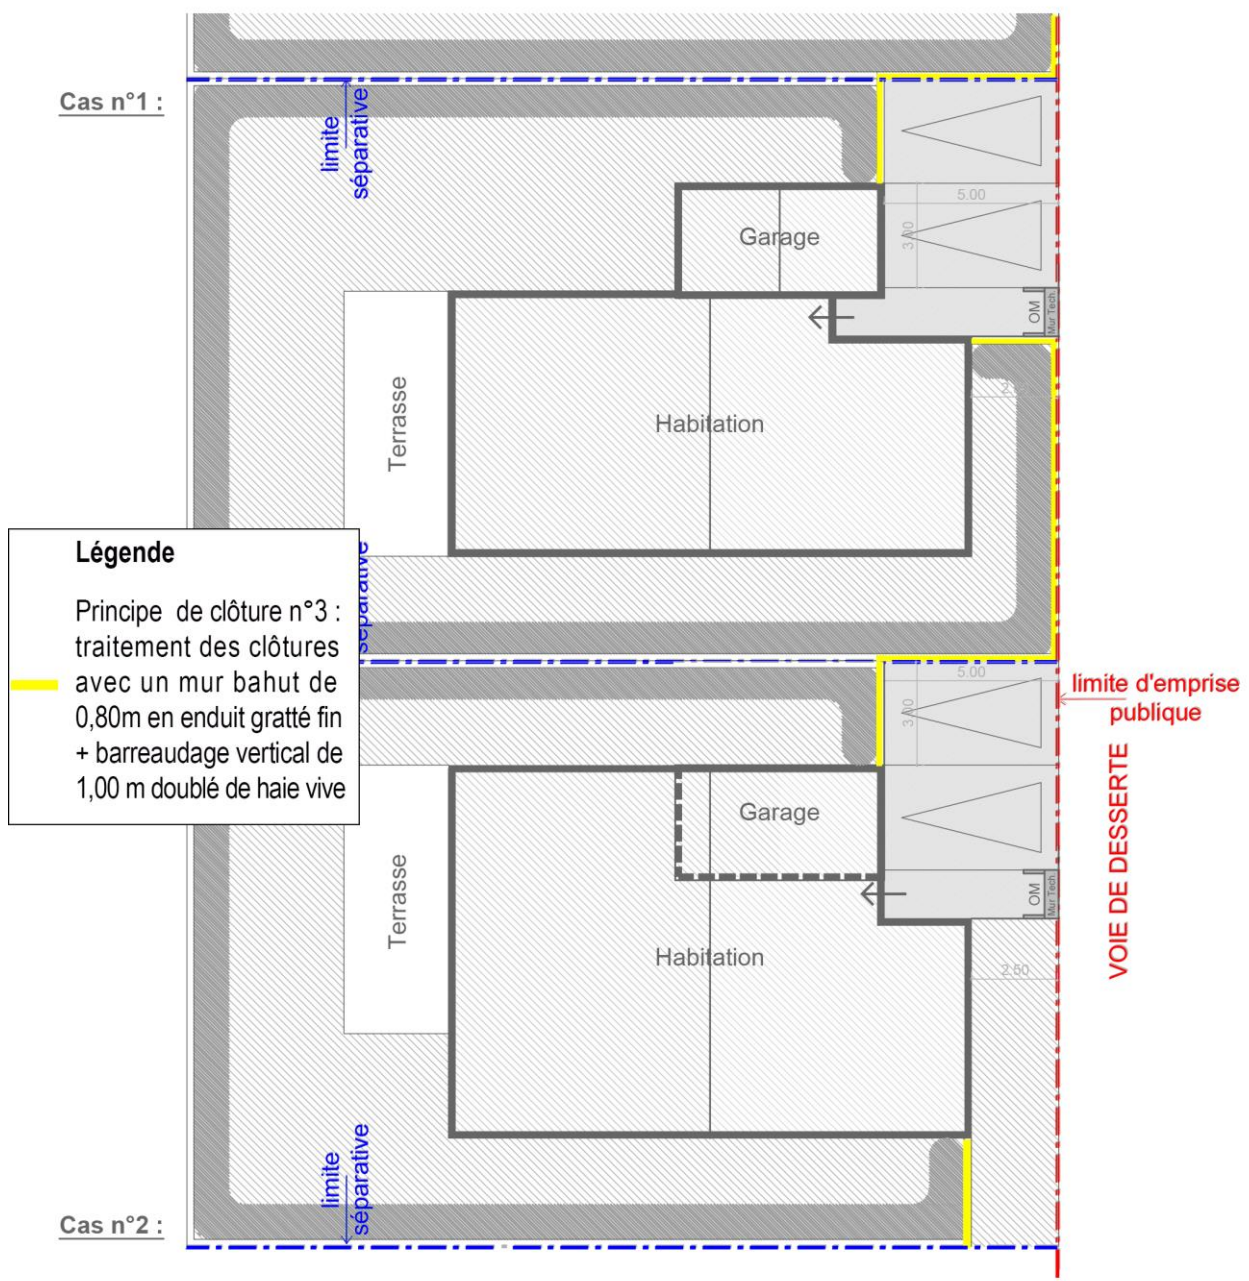 Cas n°1 :
limite
séparative
5.00
3.00
Garage
OM
Mur Tech
Terrasse
Habitation
Légende
Principe de clôture n°3 :
traitement des clôtures
avec un mur bahut de
0,80m en enduit gratté fin
+ barreaudage vertical de
1,00 m doublé de haie vive
séparative
5.00
3.00
limite d'emprise
publique
VOIE DE DESSERTE
Garage
OM
Mur Tech
Terrasse
Habitation
2.50
limite
séparative
Cas n°2 :